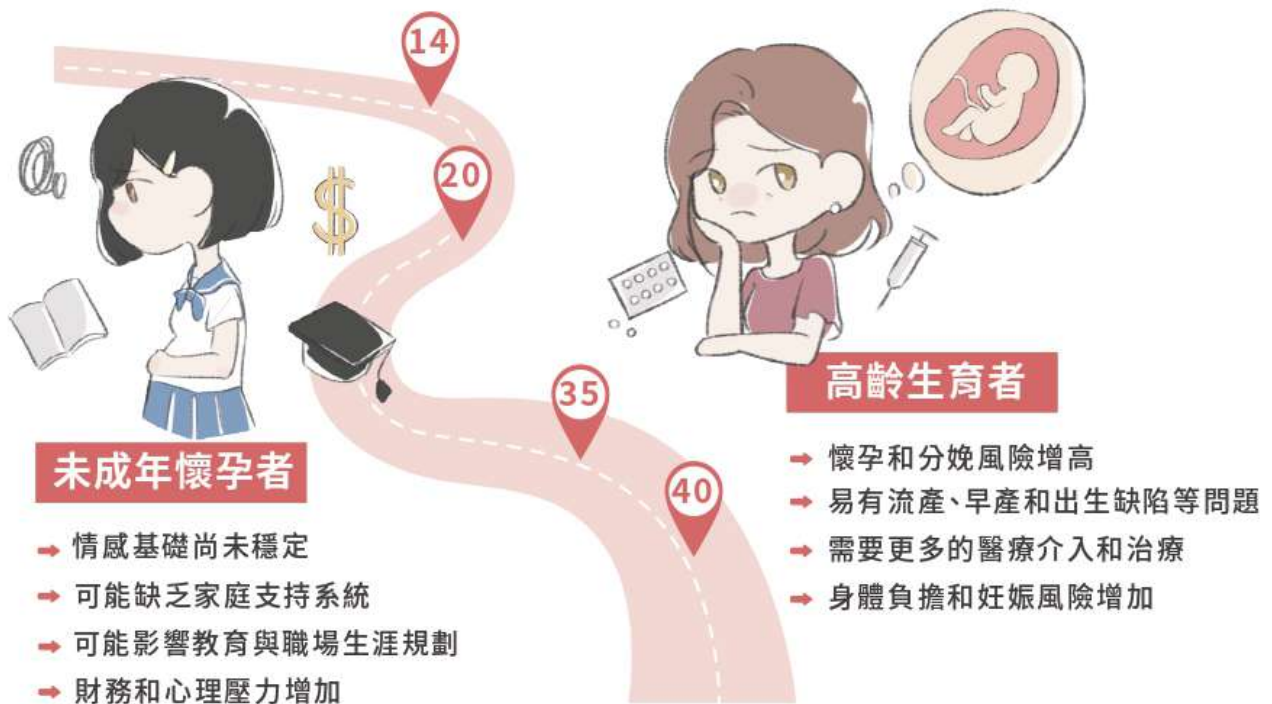 14
20
$
35
40
未成年懷孕者
情感基礎尚未穩定
可能缺乏家庭支持系統
可能影響教育與職場生涯規劃
財務和心理壓力增加
高齡生育者
懷孕和分娩風險增高
易有流產、早產和出生缺陷等問題
需要更多的醫療介入和治療
身體負擔和妊娠風險增加